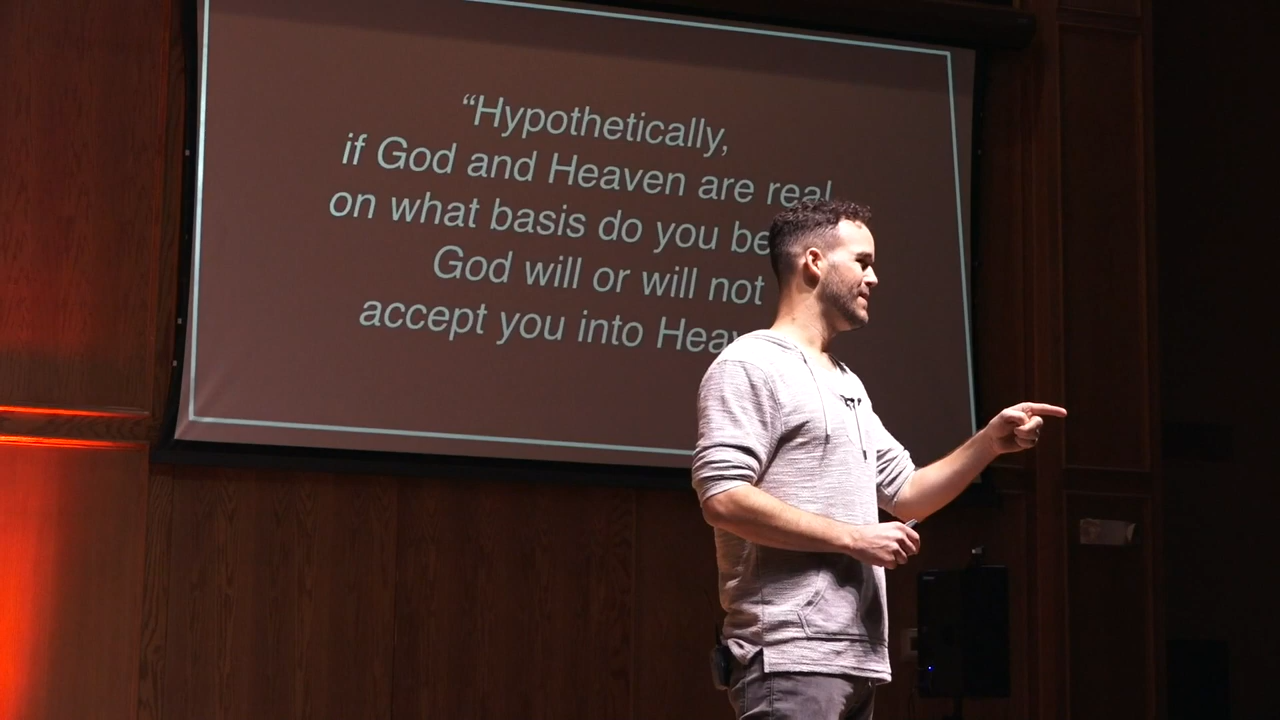 “Hypothetically,
if God and Heaven are real
on what basis do you
God will or will not
accept you into